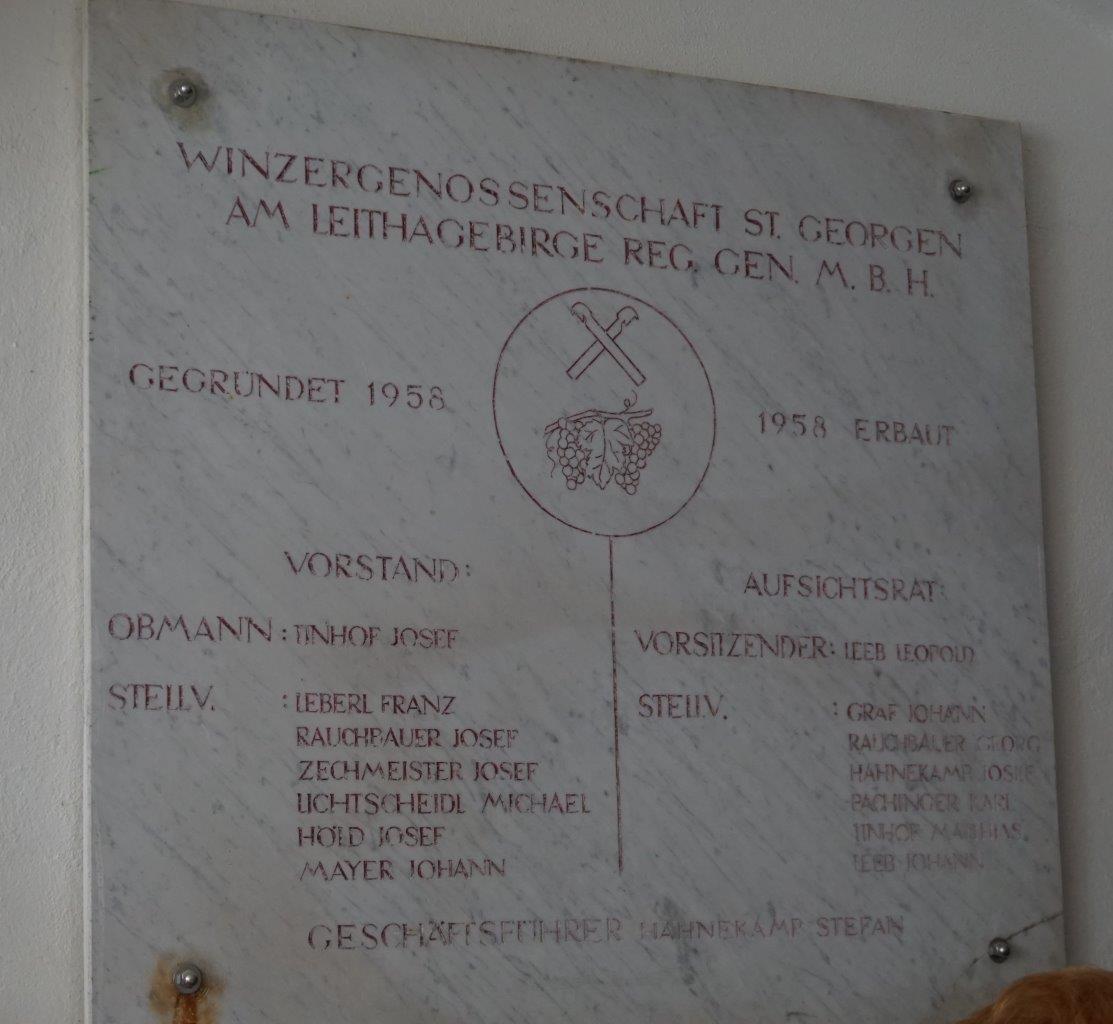 WINZERGENOSSENSCHAFT ST. GEORGEN
AM LEITHAGEBIRGE REG. GEN. M. B. H.
GEGRÜNDET 1958
1958 ERBAUT
VORSTAND:
OBMANN: TINHOF JOSEF
STELLV. : LEBERL FRANZ
RAUCHBAUER JOSEF
ZECHMEISTER JOSEF
LICHTSCHEIDL MICHAEL
HÖLD JOSEF
MAYER JOHANN
AUFSICHTSRAT:
VORSITZENDER: LEEB LEOPOLD
STELLV. : GRAF JOHANN
RAUCHBAUER GEORG
HAHNEKAMP JOSEF
PACHINGER KARL
TINHOF MATTHIAS
LEEB JOHANN
GESCHÄFTSFÜHRER HAHNEKAMP STEFAN